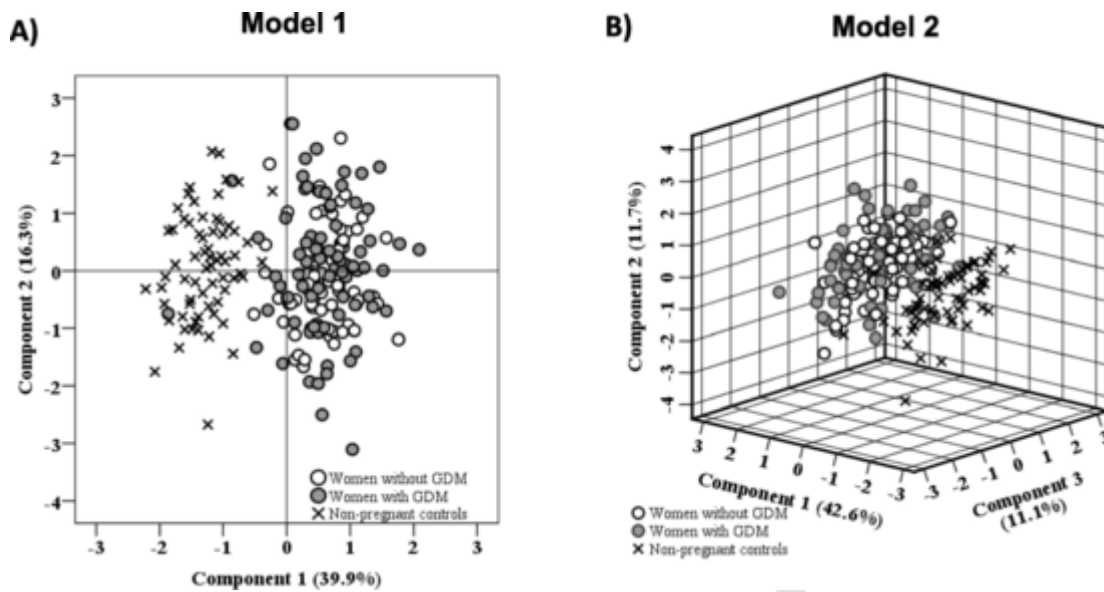 A)
Model 1
3
2
1
0
-1
-2
-3
-4
Component 2 (16.3%)
Women without GDM
Women with GDM
Non-pregnant controls
-3 -2 -1 0 1 2 3
Component 1 (39.9%)
B)
Model 2
4
3
2
1
0
-1
-2
-3
-4
Component 2 (11.7%)
3 2 1 0 -1 -2 -3
Component 1 (42.6%)
-3 -2 -1 0 1 2 3
Component 3
(11.1%)
Women without GDM
Women with GDM
Non-pregnant controls